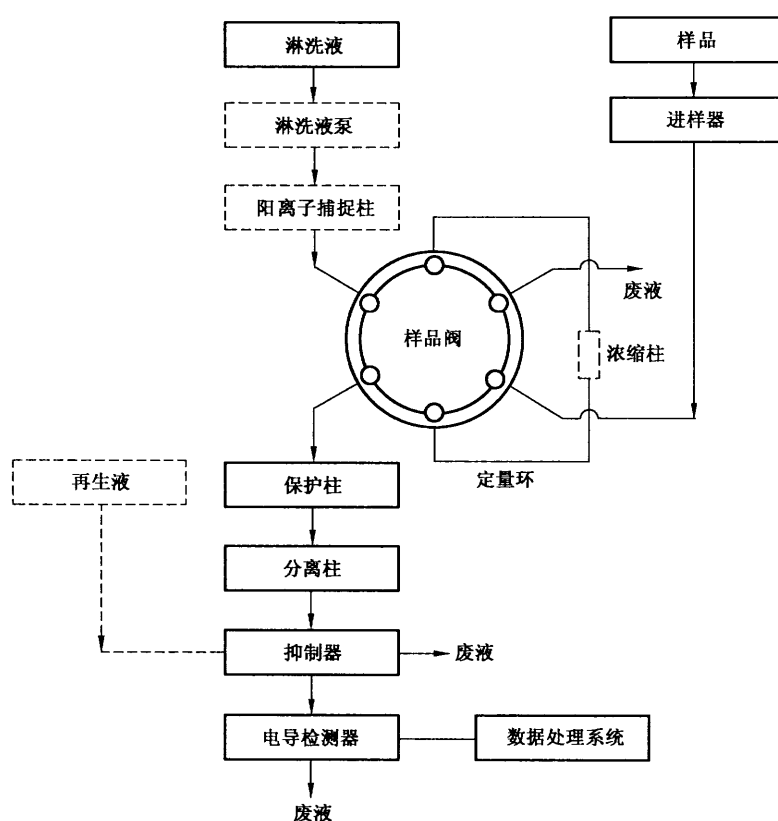 淋洗液
样品
淋洗液泵
进样器
阳离子捕捉柱
废液
样品阀
浓缩柱
定量环
再生液
保护柱
分离柱
抑制器
废液
电导检测器
数据处理系统
废液